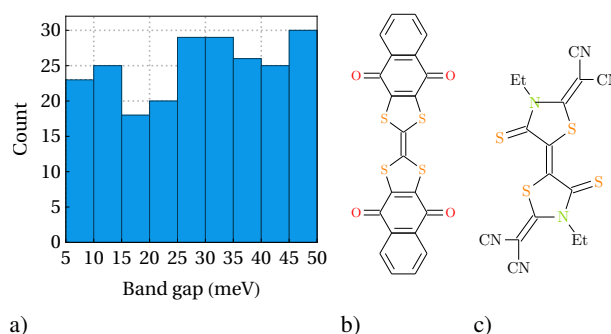 30
25
20
15
10
5
0
Count
5 10 15 20 25 30 35 40 45 50
Band gap (meV)
a)
O O
S S
S S
O O
b)
CN
CN
Et
N
S
S
S
S
N
Et
CN
CN
c)